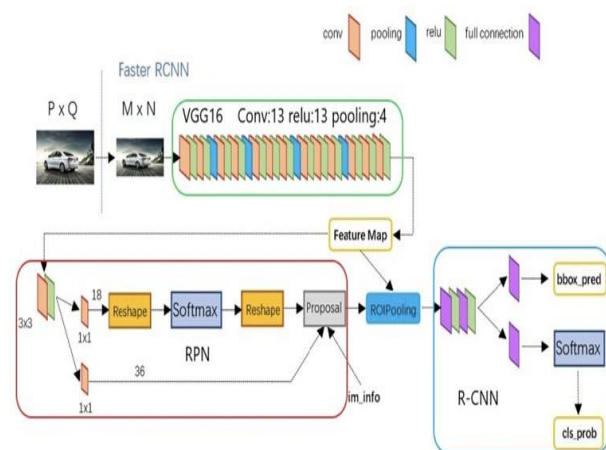 conv pooling relu full connection
Faster RCNN
P x Q
M x N
VGG16 Conv:13 relu:13 pooling:4
Feature Map
3x3
18
1x1
Reshape
Softmax
Reshape
Proposal
ROIPooling
RPN
36
1x1
im_info
bbox_pred
Softmax
R-CNN
cls_prob